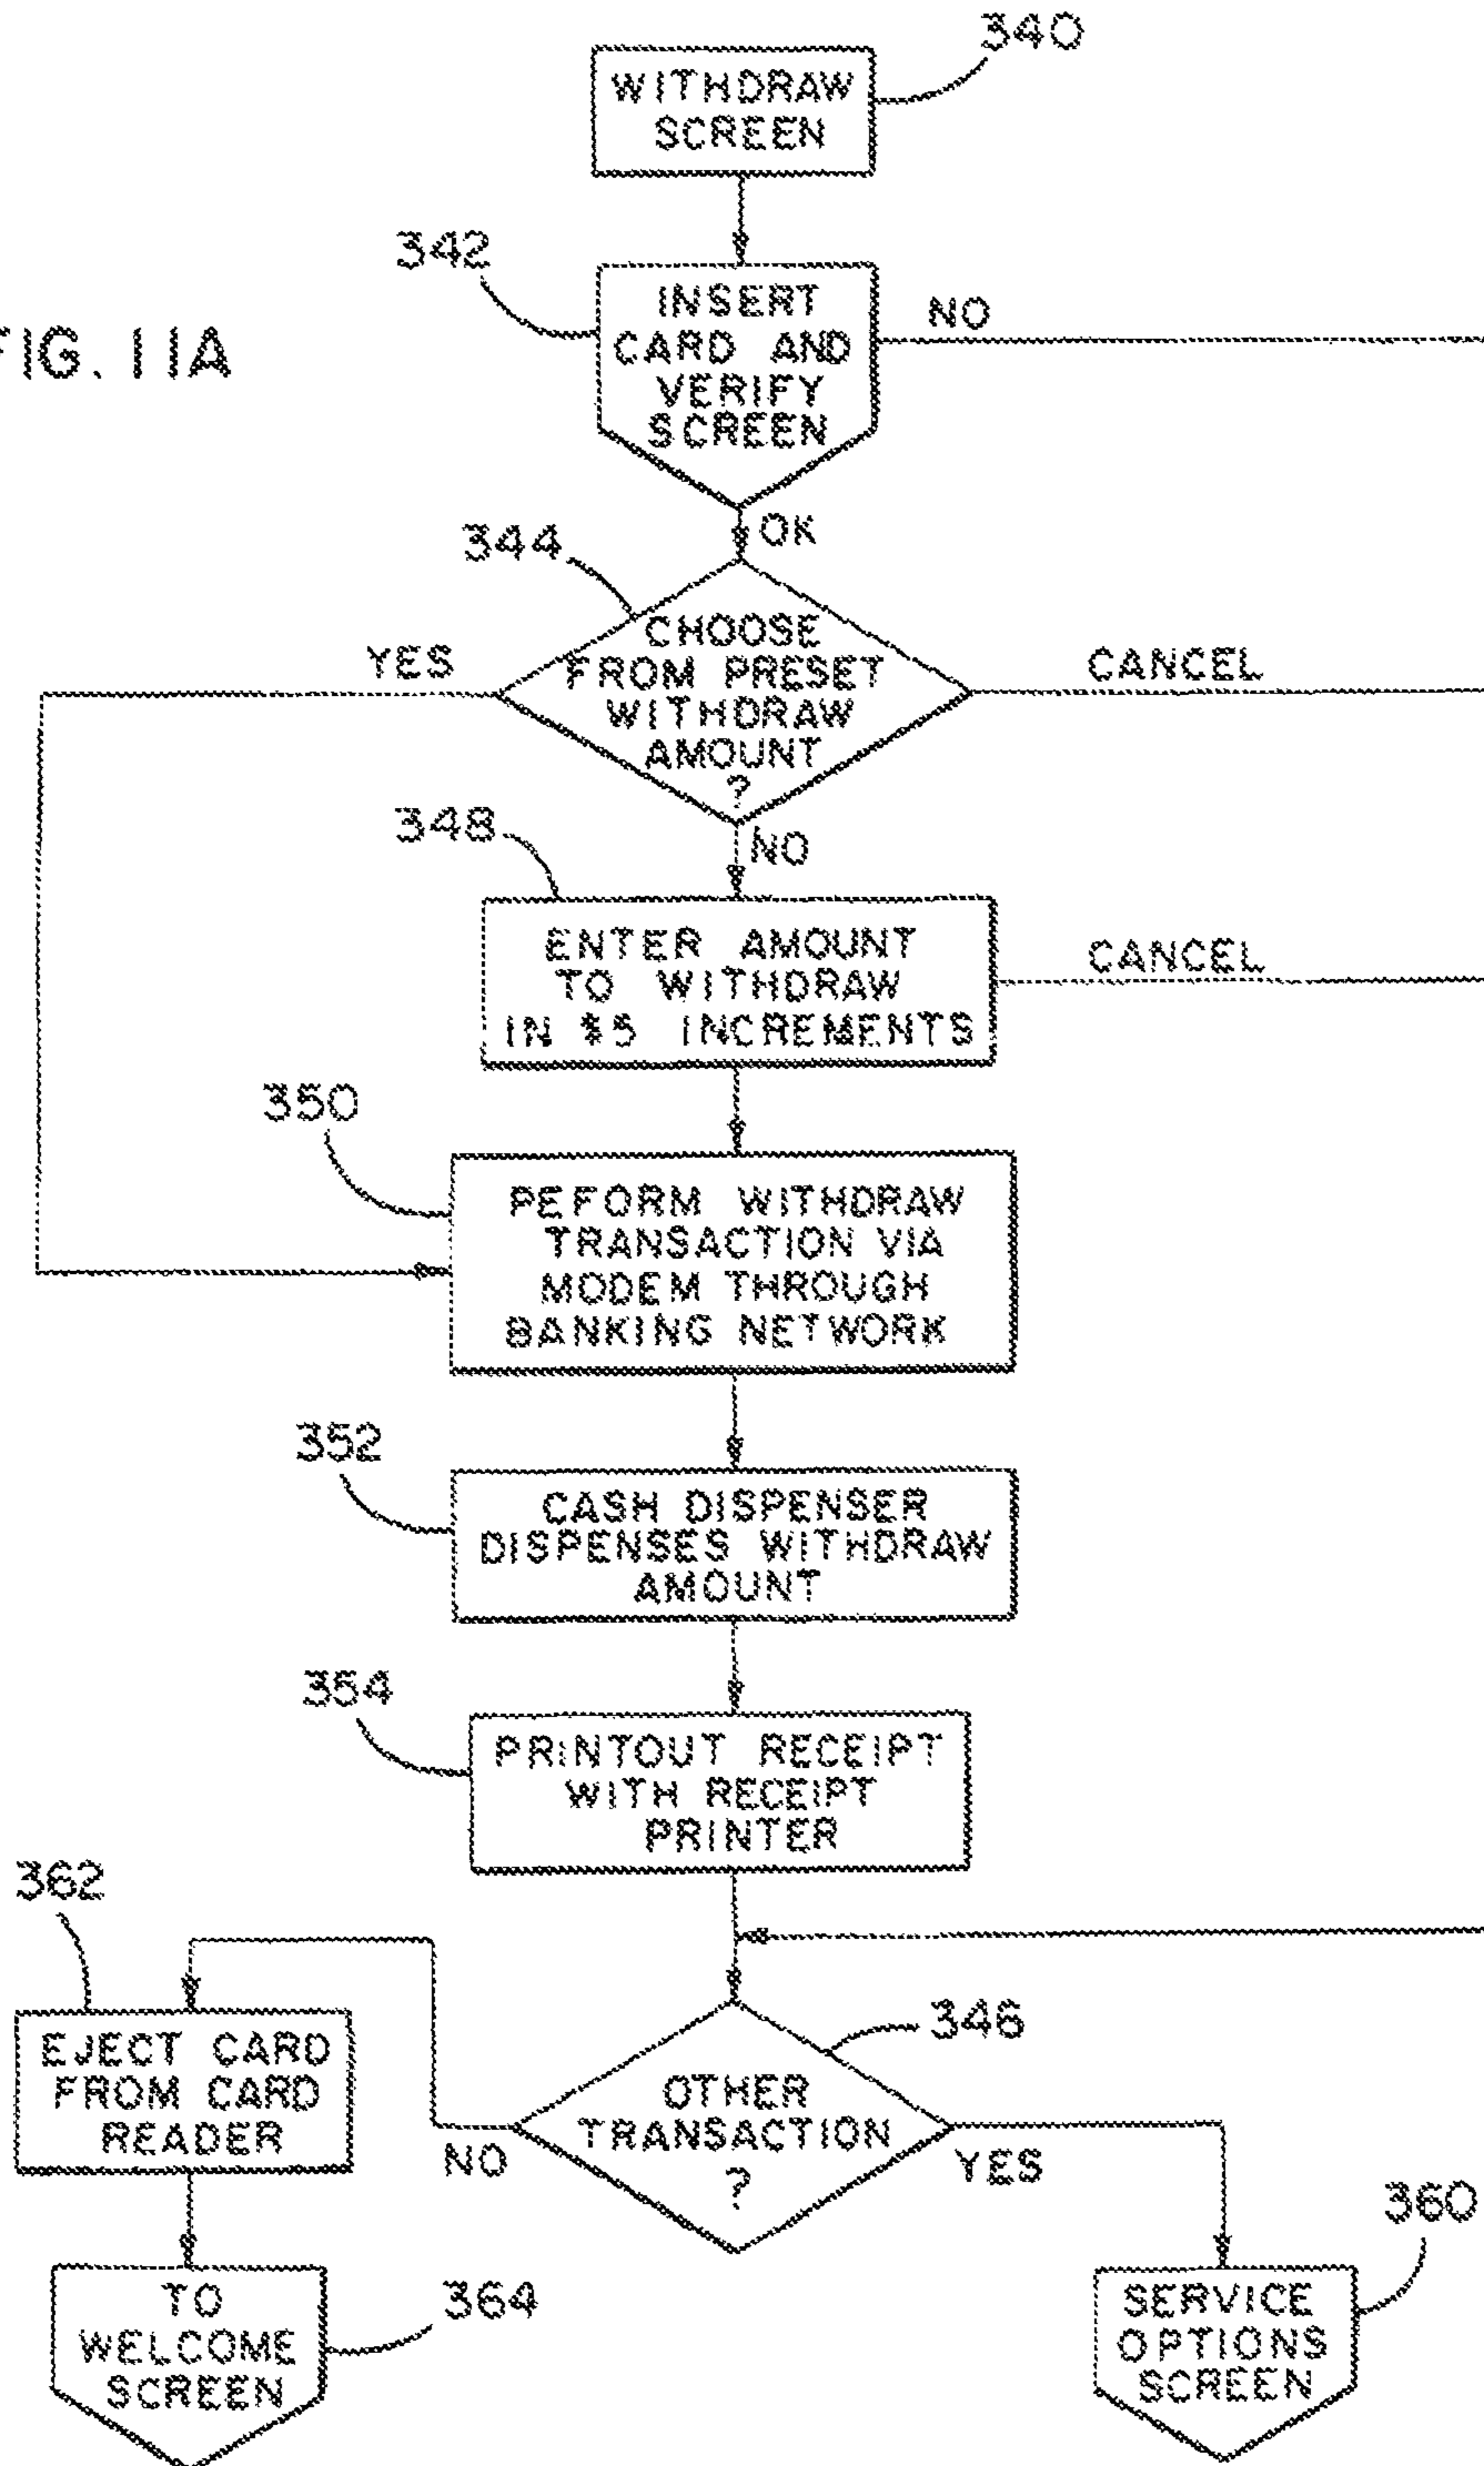 340
WITHDRAW
SCREEN
342
INSERT
CARD AND
VERIFY
SCREEN
NO
FIG. 11A
OK
344
CHOOSE
FROM PRESET
WITHDRAW
AMOUNT
?
YES
CANCEL
348
NO
ENTER AMOUNT
TO WITHDRAW
IN $5 INCREMENTS
CANCEL
350
PEFORM WITHDRAW
TRANSACTION VIA
MODEM THROUGH
BANKING NETWORK
352
CASH DISPENSER
DISPENSES WITHDRAW
AMOUNT
354
PRINTOUT RECEIPT
WITH RECEIPT
PRINTER
362
EJECT CARD
FROM CARD
READER
346
OTHER
TRANSACTION
?
NO
YES
360
TO
WELCOME
SCREEN
364
SERVICE
OPTIONS
SCREEN